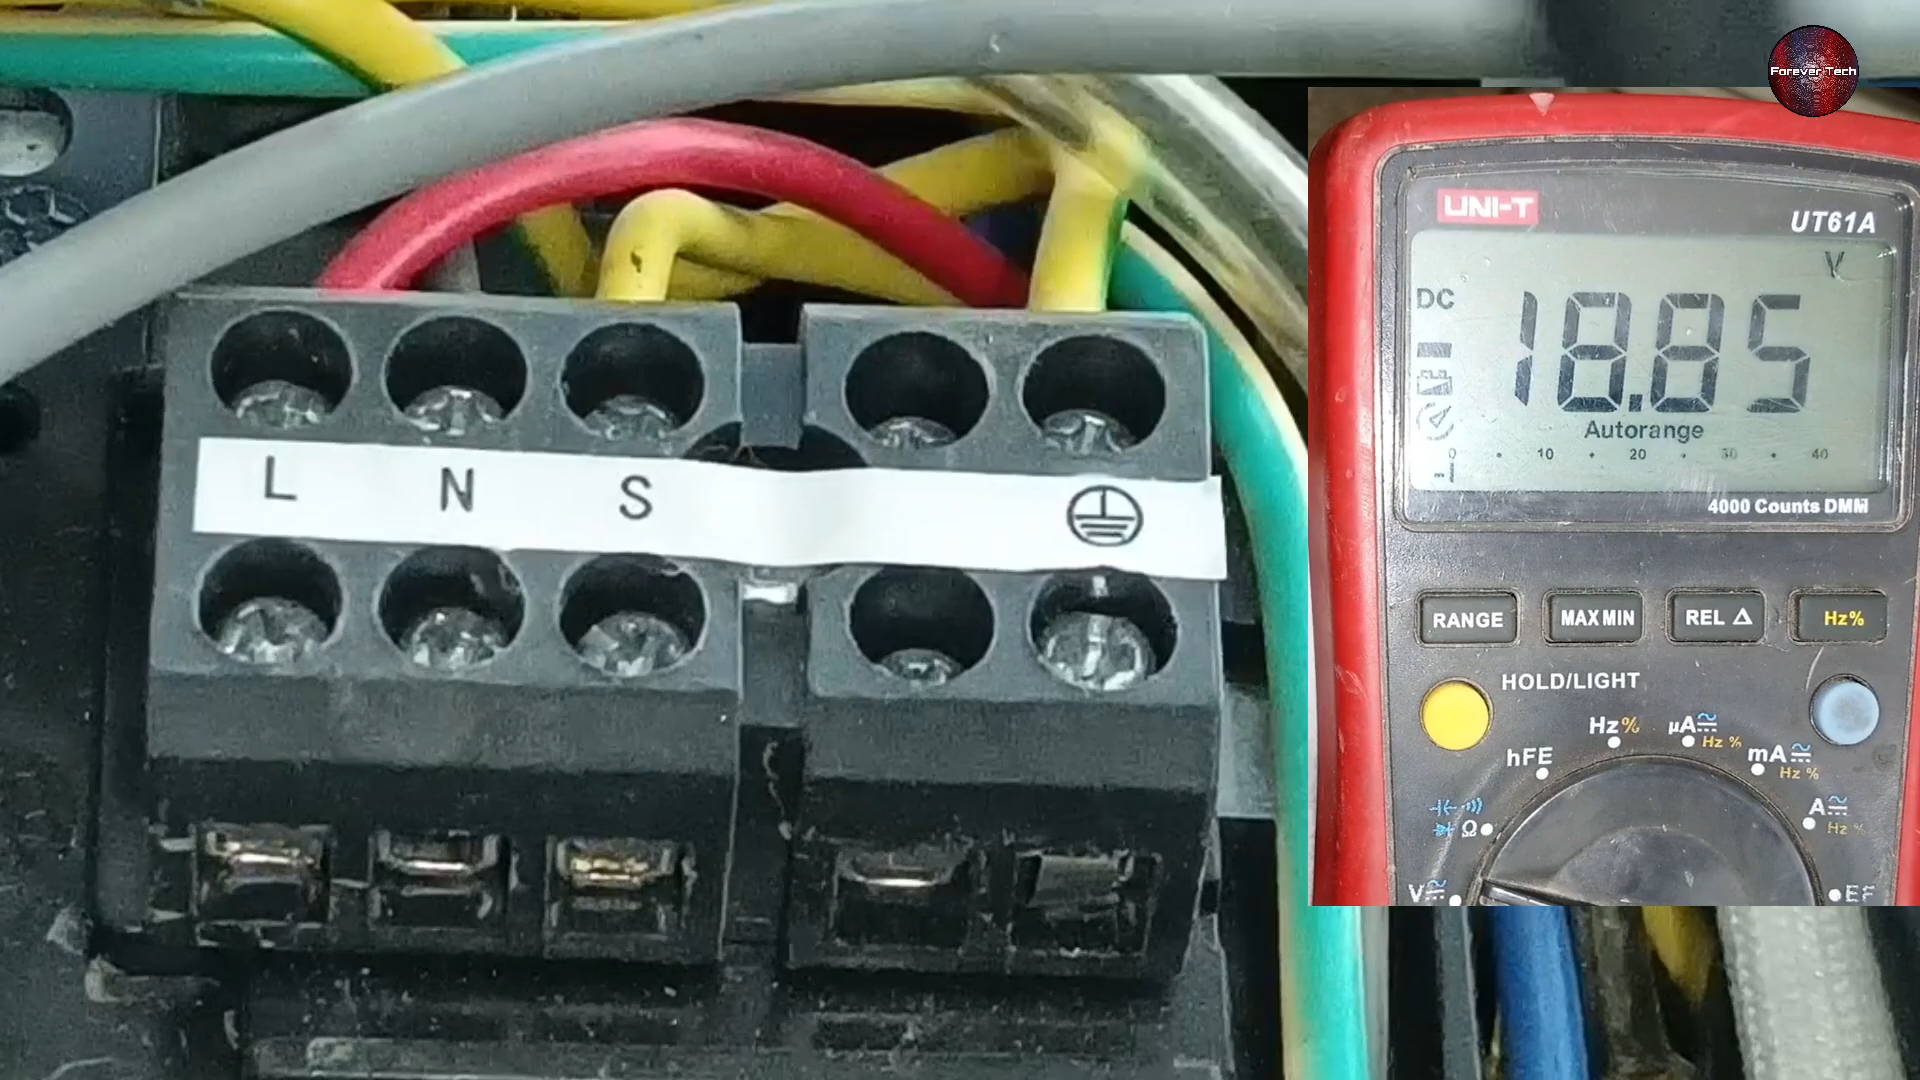 Forever Tech
L N S
UNI-T
UT61A
V
DC
18.85
Autorange
0 10 20 30 40
4000 Counts DMM
RANGE MAX MIN REL Δ Hz%
HOLD/LIGHT
Hz% µA Hz %
hFE mA Hz %
A Hz %
Ω
V EF